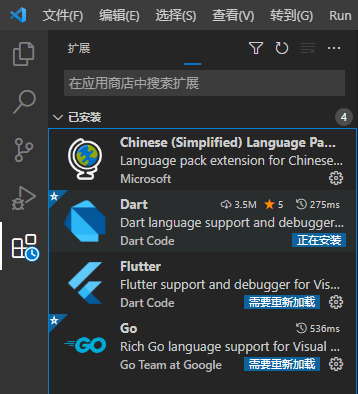 文件(F) 编辑(E) 选择(S) 查看(V) 转到(G) Run
扩展
在应用商店中搜索扩展
已安装 4
Chinese (Simplified) Language Pa...
Language pack extension for Chinese...
Microsoft
Dart 3.5M 5 275ms
Dart language support and debugger...
Dart Code 正在安装
Flutter
Flutter support and debugger for Vis...
Dart Code 需要重新加载
Go 536ms
Rich Go language support for Visual ...
Go Team at Google 需要重新加载